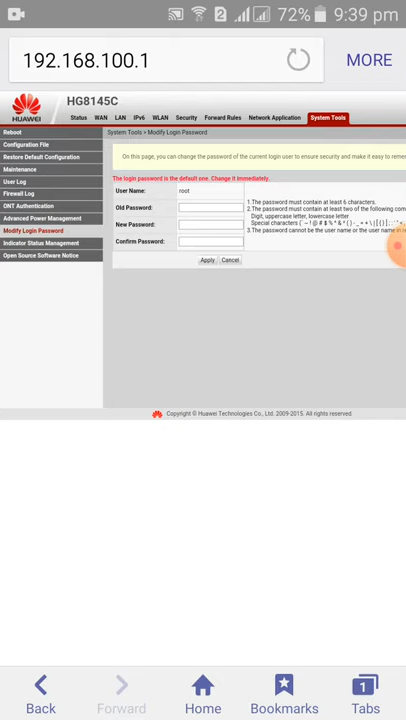 2 72% 9:39 pm
192.168.100.1 MORE
HUAWEI
HG8145C
Status WAN LAN IPv6 WLAN Security Forward Rules Network Application System Tools
Reboot
Configuration File
Restore Default Configuration
Maintenance
User Log
Firewall Log
ONT Authentication
Advanced Power Management
Modify Login Password
Indicator Status Management
Open Source Software Notice
System Tools > Modify Login Password
On this page, you can change the password of the current login user to ensure security and make it easy to
The login password is the default one. Change it immediately.
User Name: root
Old Password:
New Password:
Confirm Password:
1.The password must contain at least 6 characters.
2.The password must contain at least two of the following
Digit, uppercase letter, lowercase letter
Special characters
3.The password cannot be the user name or the user name in
Apply Cancel
Copyright © Huawei Technologies Co., Ltd. 2009-2015. All rights reserved.
Back Forward Home Bookmarks 1 Tabs